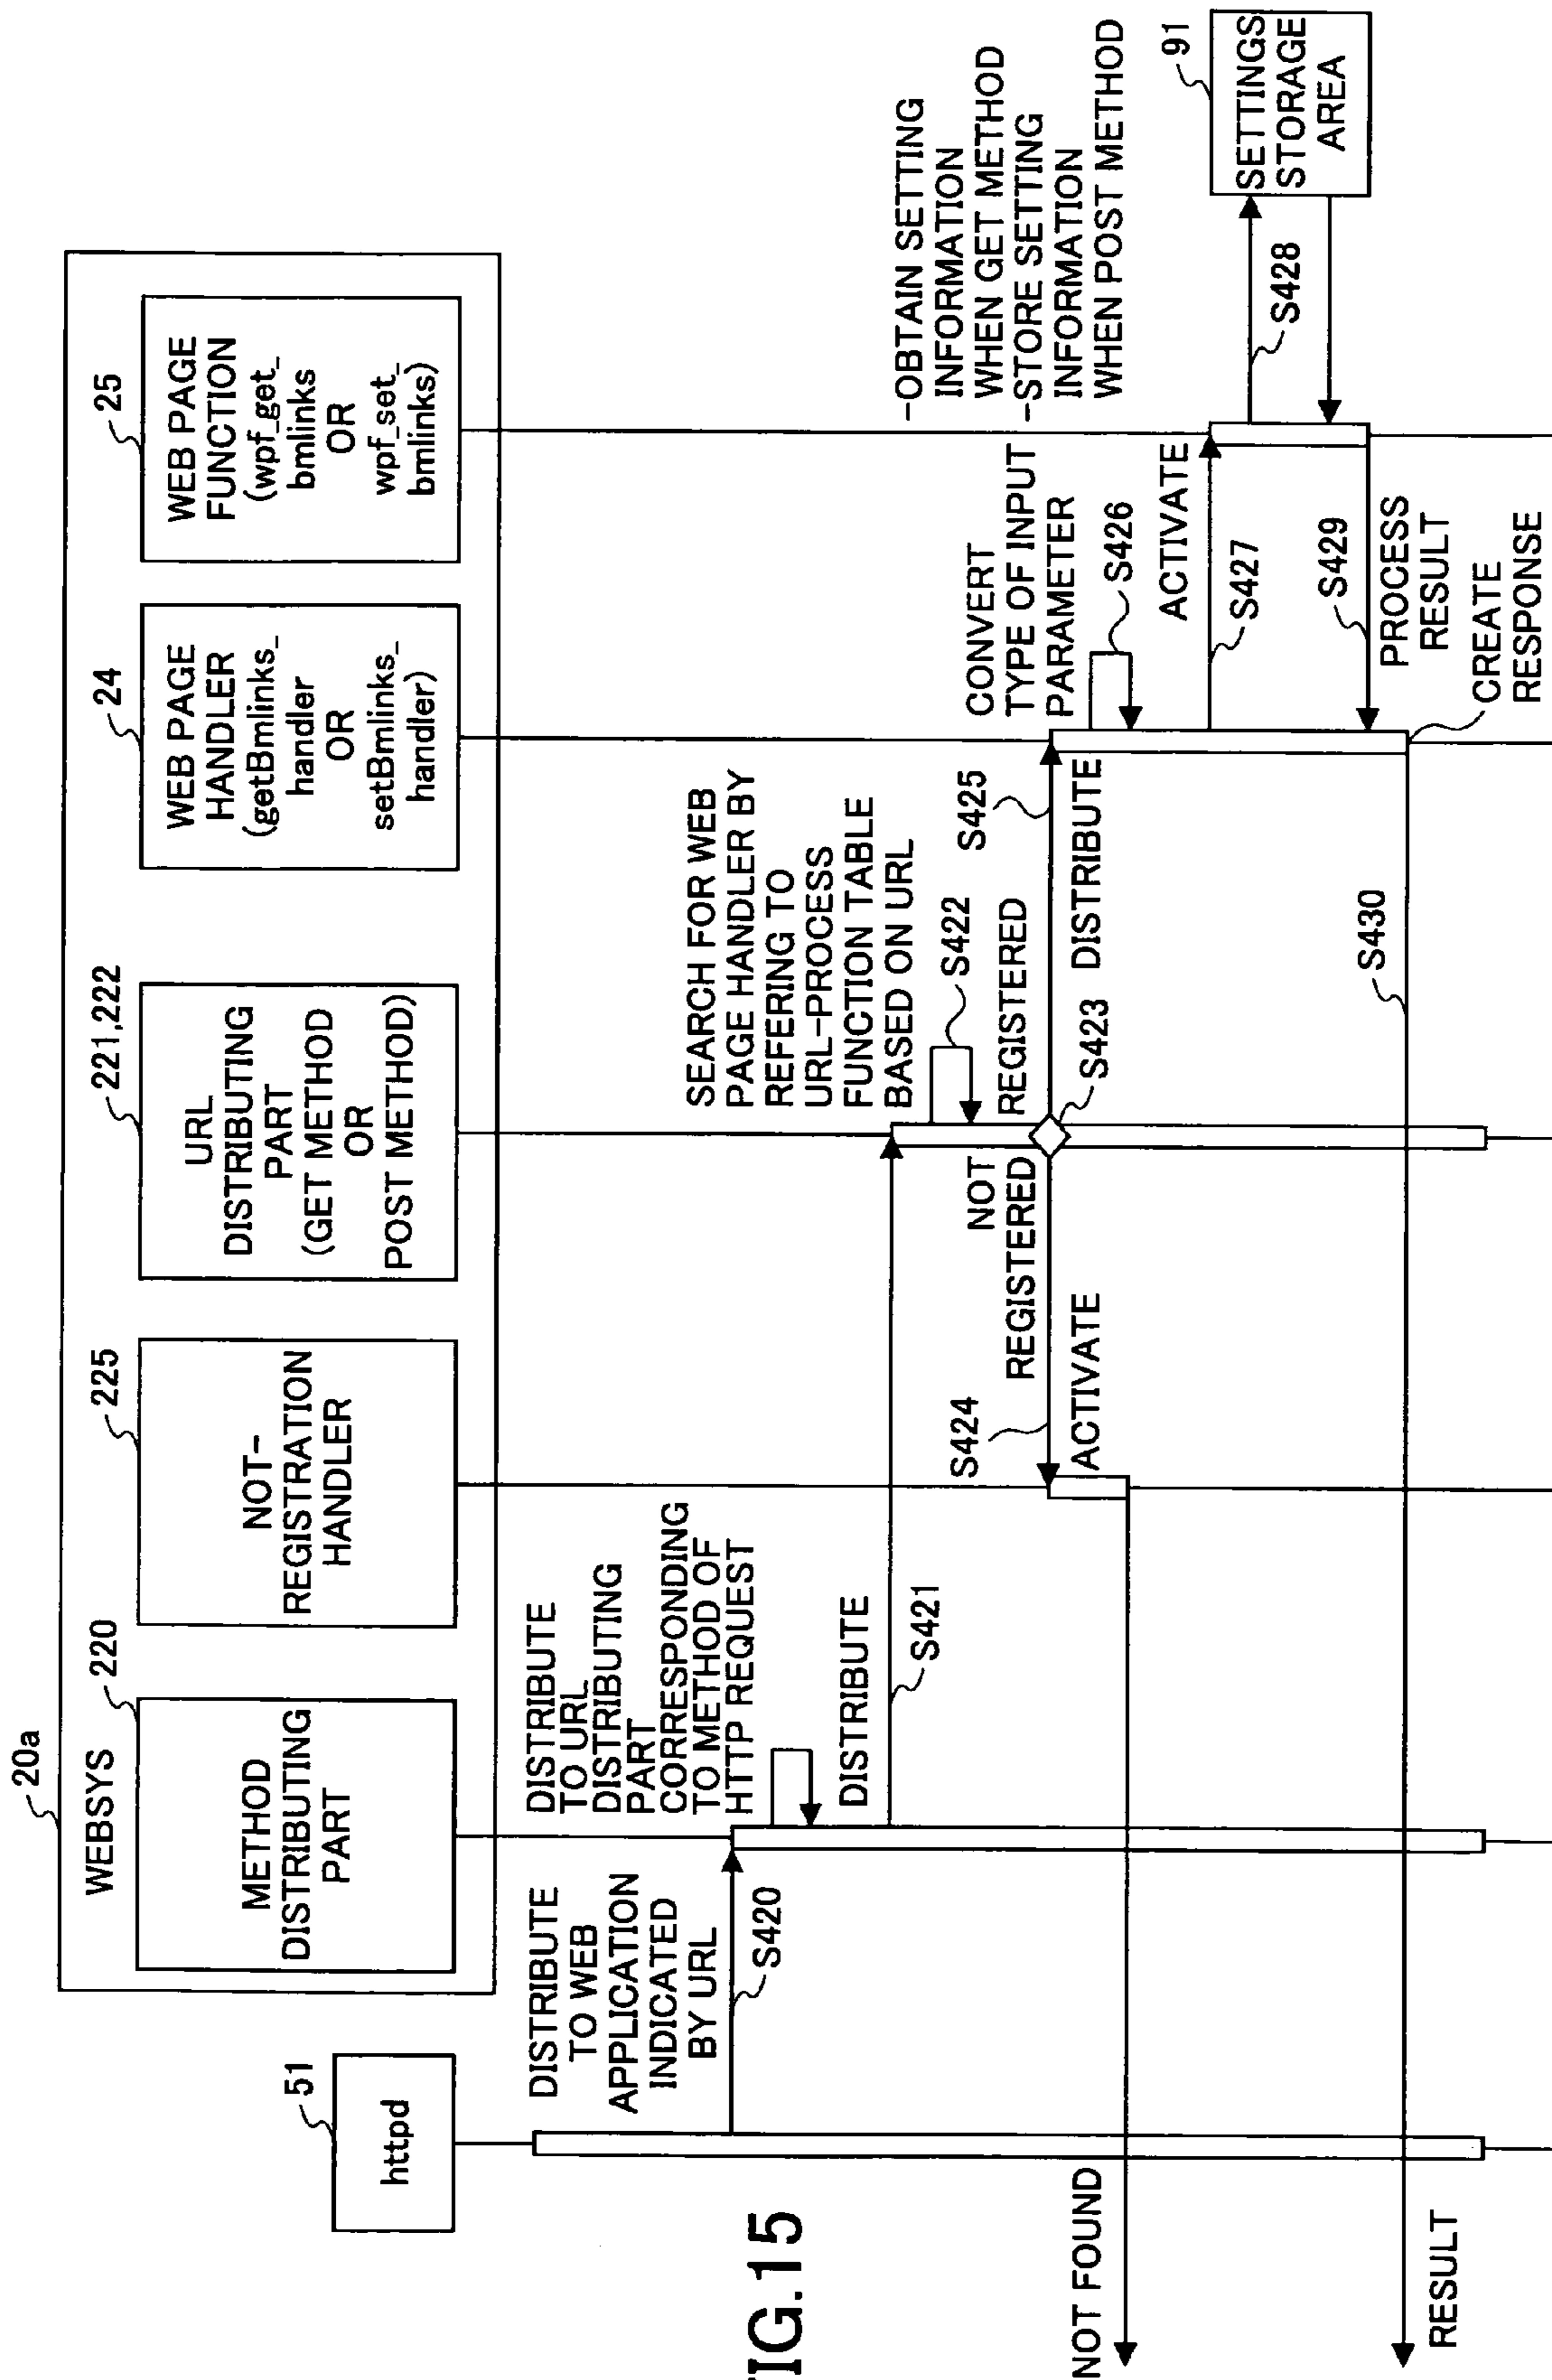 FIG.15
20a
WEBSYS
51
httpd
220
METHOD
DISTRIBUTING
PART
225
NOT-
REGISTRATION
HANDLER
221,222
URL
DISTRIBUTING
PART
(GET METHOD
OR
POST METHOD)
24
WEB PAGE
HANDLER
(getBmlinks_
handler
OR
setBmlinks_
handler)
25
WEB PAGE
FUNCTION
(wpf_get_
bmlinks
OR
wpf_set_
bmlinks)
91
SETTINGS
STORAGE
AREA
DISTRIBUTE
TO WEB
APPLICATION
INDICATED
BY URL
S420
DISTRIBUTE
TO URL
DISTRIBUTING
PART
CORRESPONDING
TO METHOD OF
HTTP REQUEST
DISTRIBUTE
S421
SEARCH FOR WEB
PAGE HANDLER BY
REFERING TO
URL-PROCESS
FUNCTION TABLE
BASED ON URL
S422
NOT
REGISTERED
REGISTERED
S423
S424
ACTIVATE
S425
DISTRIBUTE
CONVERT
TYPE OF INPUT
PARAMETER
S426
ACTIVATE
S427
-OBTAIN SETTING
INFORMATION
WHEN GET METHOD
-STORE SETTING
INFORMATION
WHEN POST METHOD
S428
S429
PROCESS
RESULT
CREATE
RESPONSE
NOT FOUND
S430
RESULT